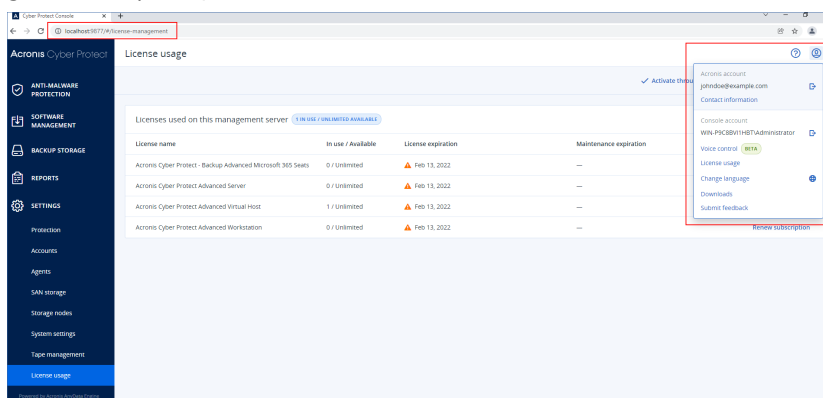 Cyber Protect Console
localhost:9877/#/license-management
Acronis Cyber Protect
License usage
ANTI-MALWARE
PROTECTION
SOFTWARE
MANAGEMENT
BACKUP STORAGE
REPORTS
SETTINGS
Protection
Accounts
Agents
SAN storage
Storage nodes
System settings
Tape management
License usage
Powered by Acronis AnyData Engine
Activate throu
Licenses used on this management server 1 IN USE / UNLIMITED AVAILABLE
License name In use / Available License expiration Maintenance expiration
Acronis Cyber Protect - Backup Advanced Microsoft 365 Seats 0 / Unlimited Feb 13, 2022 —
Acronis Cyber Protect Advanced Server 0 / Unlimited Feb 13, 2022 —
Acronis Cyber Protect Advanced Virtual Host 1 / Unlimited Feb 13, 2022 —
Acronis Cyber Protect Advanced Workstation 0 / Unlimited Feb 13, 2022 — Renew subscription
Acronis account
johndoe@example.com
Contact information
Console account
WIN-P9C8BVI1HBT\Administrator
Voice control BETA
License usage
Change language
Downloads
Submit feedback